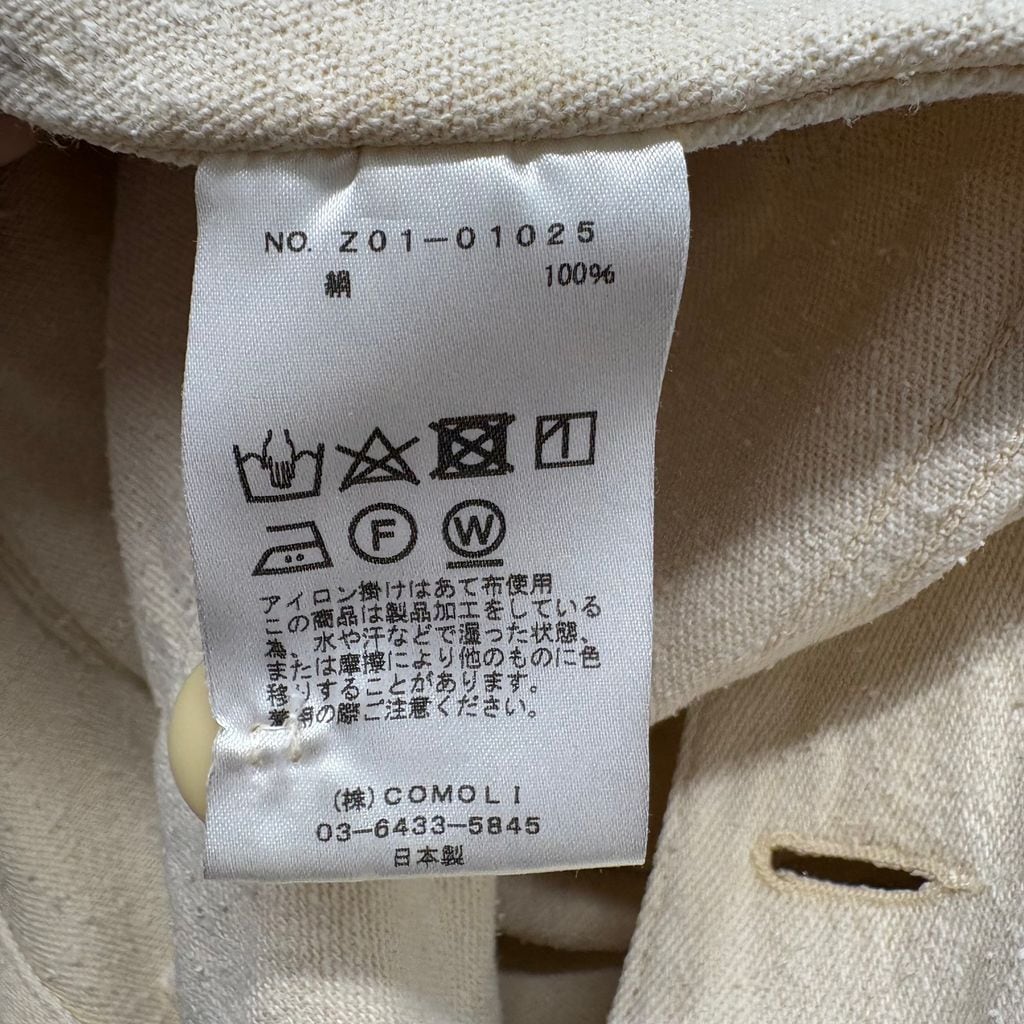 NO. Z01-01025
絹 100%
F W
アイロン掛けはあて布使用
この商品は製品加工をしている
為、水や汗などで湿った状態、
または摩擦により他のものに色
移りすることがあります。
着用の際ご注意ください。
(株)COMOLI
03-6433-5845
日本製